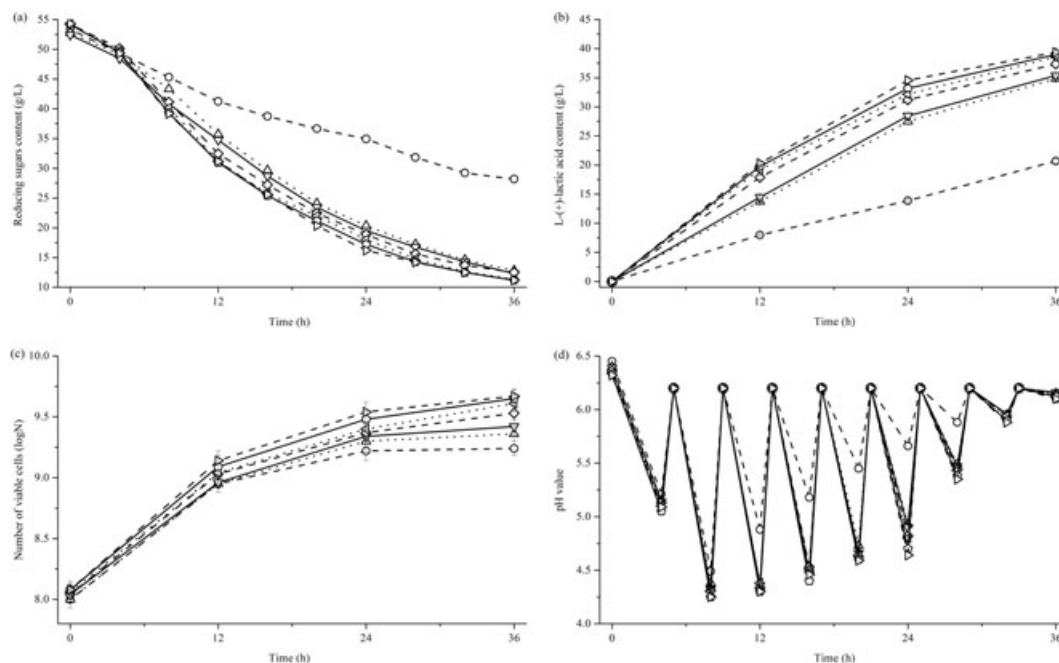 (a)
55
50
45
40
35
30
25
20
15
10
Reducing sugars content (g/L)
0 12 24 36
Time (h)
(b)
40
35
30
25
20
15
10
5
0
L-(+)-lactic acid content (g/L)
0 12 24 36
Time (h)
(c)
10.0
9.5
9.0
8.5
8.0
Number of viable cells (logN)
0 12 24 36
Time (h)
(d)
6.5
6.0
5.5
5.0
4.5
4.0
pH value
0 12 24 36
Time (h)